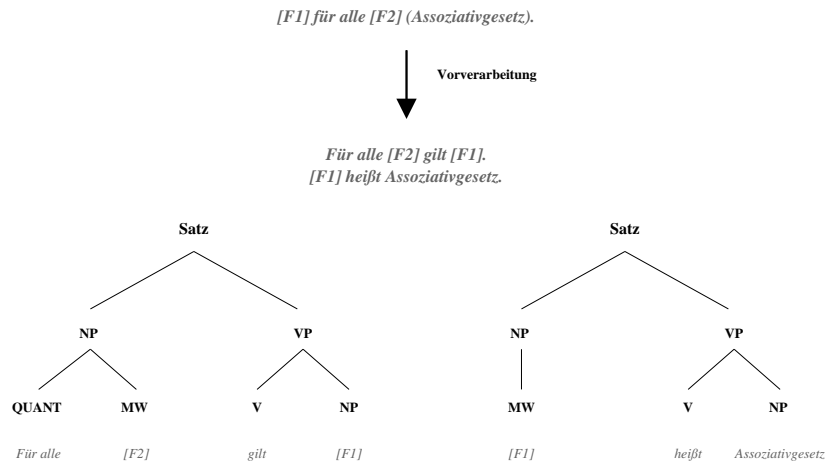 [F1] für alle [F2] (Assoziativgesetz).
Vorverarbeitung
Für alle [F2] gilt [F1].
[F1] heißt Assoziativgesetz.
Satz Satz
NP VP NP VP
QUANT MW V NP MW V NP
Für alle [F2] gilt [F1] [F1] heißt Assoziativgesetz